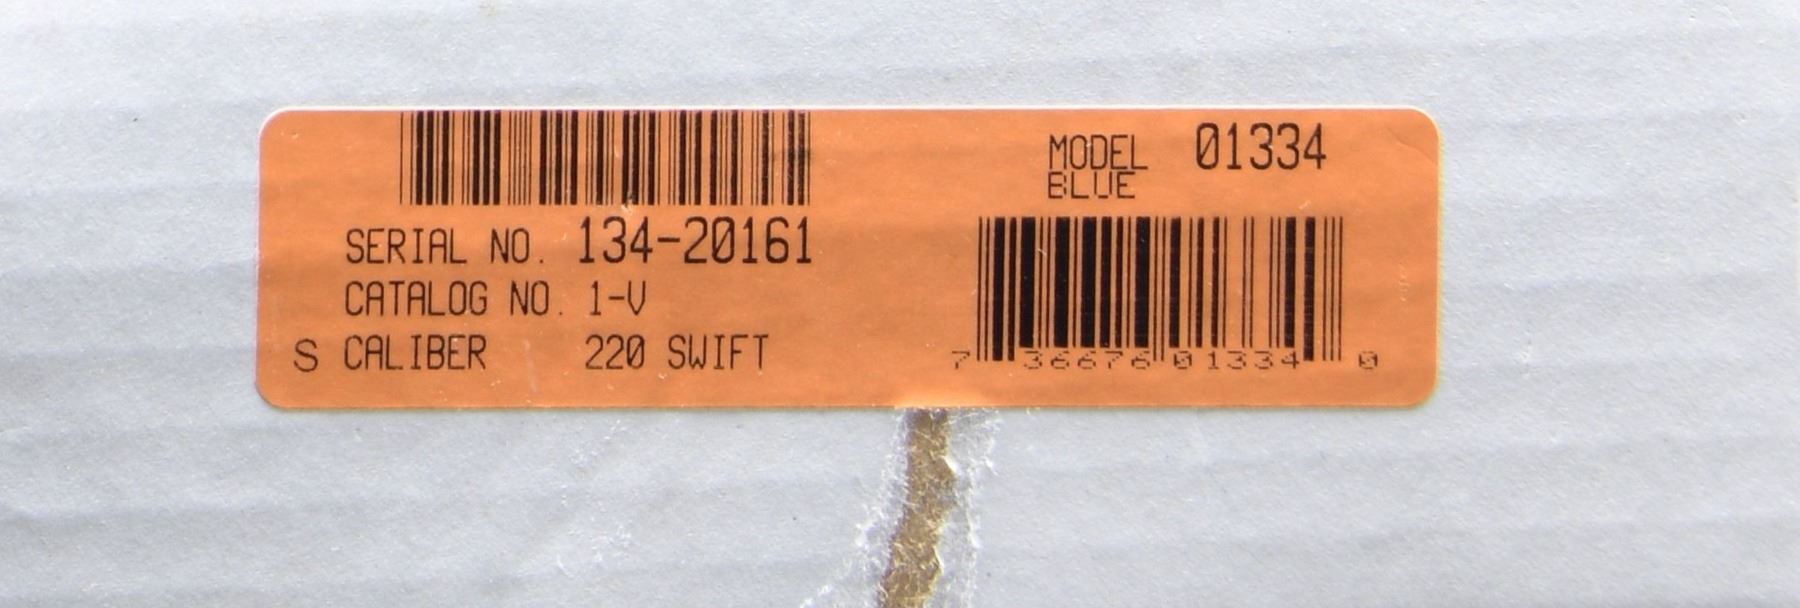 MODEL 01334
BLUE
SERIAL NO. 134-20161
CATALOG NO. 1-V
S CALIBER 220 SWIFT
7 36676 01334 0